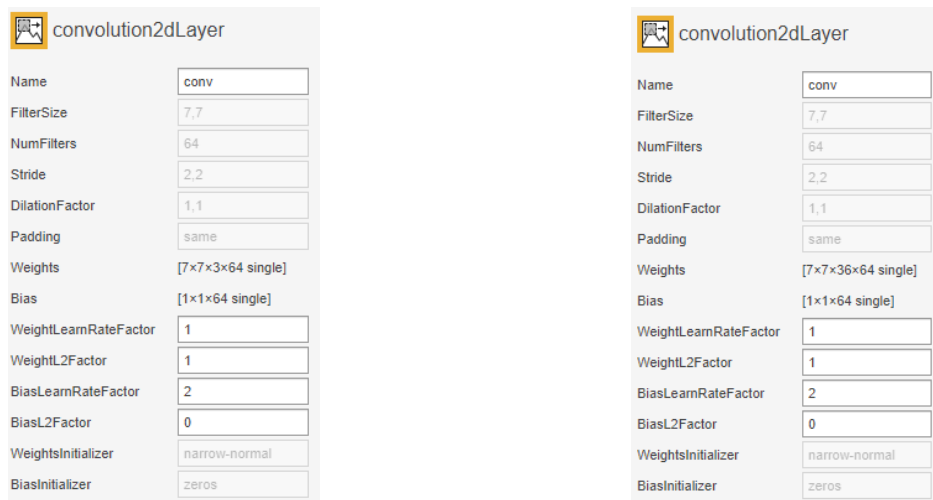 convolution2dLayer
Name conv
FilterSize 7,7
NumFilters 64
Stride 2,2
DilationFactor 1,1
Padding same
Weights [7×7×3×64 single]
Bias [1×1×64 single]
WeightLearnRateFactor 1
WeightL2Factor 1
BiasLearnRateFactor 2
BiasL2Factor 0
WeightsInitializer narrow-normal
BiasInitializer zeros
convolution2dLayer
Name conv
FilterSize 7,7
NumFilters 64
Stride 2,2
DilationFactor 1,1
Padding same
Weights [7×7×36×64 single]
Bias [1×1×64 single]
WeightLearnRateFactor 1
WeightL2Factor 1
BiasLearnRateFactor 2
BiasL2Factor 0
WeightsInitializer narrow-normal
BiasInitializer zeros